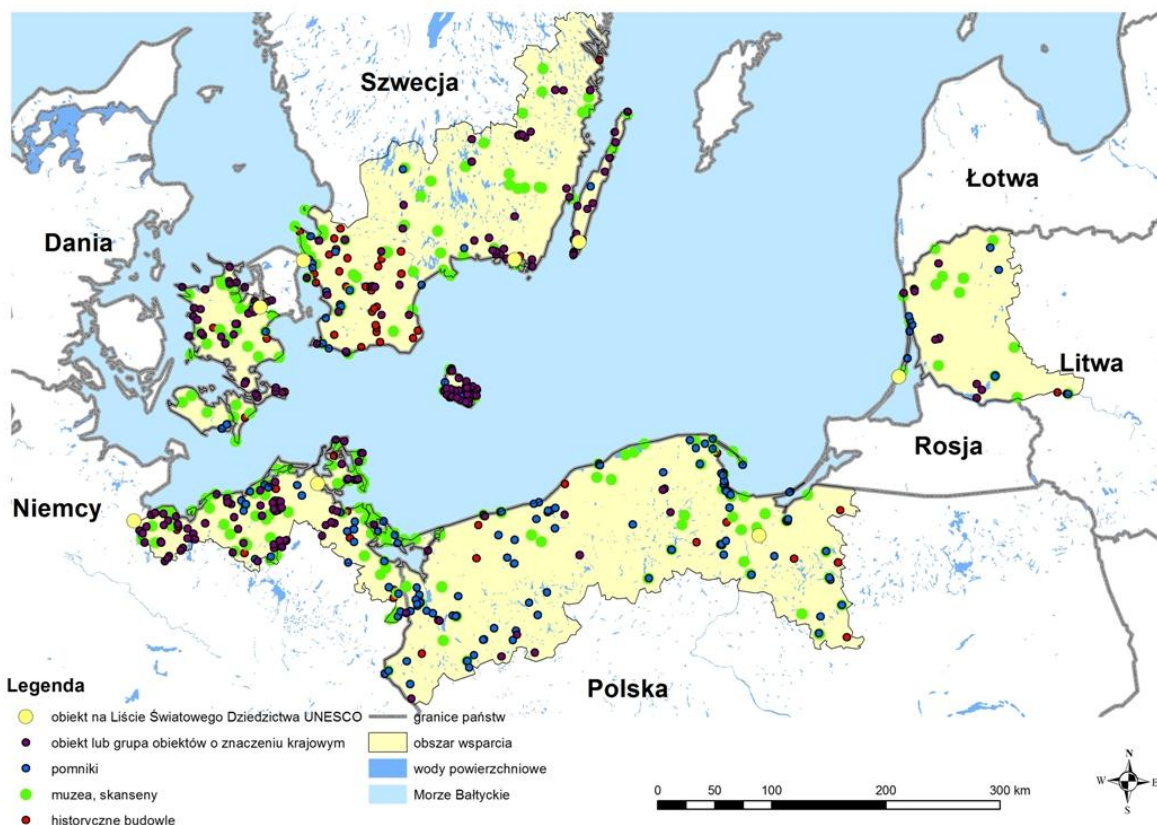 Szwecja
Łotwa
Dania
Litwa
Rosja
Niemcy
Polska
Legenda
obiekt na Liście Światowego Dziedzictwa UNESCO
obiekt lub grupa obiektów o znaczeniu krajowym
pomniki
muzea, skanseny
historyczne budowle
granice państw
obszar wsparcia
wody powierzchniowe
Morze Bałtyckie
0 50 100 200 300 km
N
W E
S